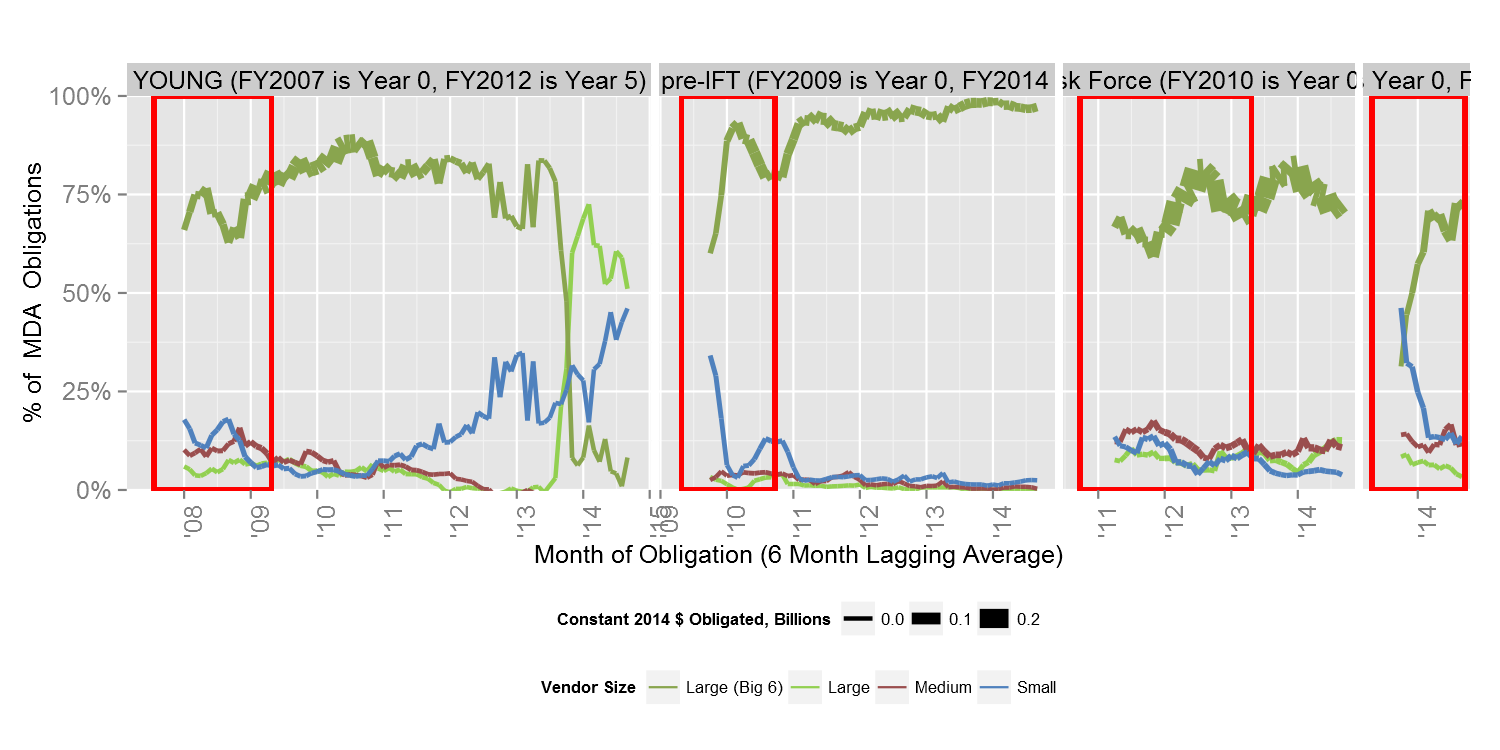 YOUNG (FY2007 is Year 0, FY2012 is Year 5)
pre-IFT (FY2009 is Year 0, FY2014
sk Force (FY2010 is Year 0
Year 0, F
% of MDA Obligations
100%
75%
50%
25%
0%
'08 '09 '10 '11 '12 '13 '14 '15
'09 '10 '11 '12 '13 '14
'11 '12 '13 '14
'14
Month of Obligation (6 Month Lagging Average)
Constant 2014 $ Obligated, Billions 0.0 0.1 0.2
Vendor Size Large (Big 6) Large Medium Small